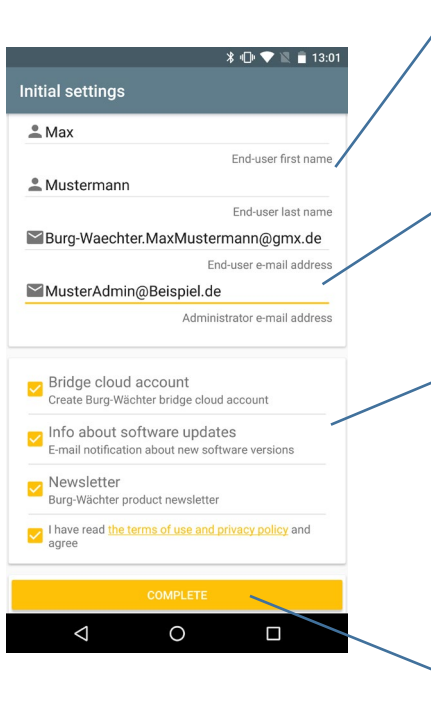 13:01
Initial settings
Max
End-user first name
Mustermann
End-user last name
Burg-Waechter.MaxMustermann@gmx.de
End-user e-mail address
MusterAdmin@Beispiel.de
Administrator e-mail address
Bridge cloud account
Create Burg-Wächter bridge cloud account
Info about software updates
E-mail notification about new software versions
Newsletter
Burg-Wächter product newsletter
I have read the terms of use and privacy policy and
agree
COMPLETE